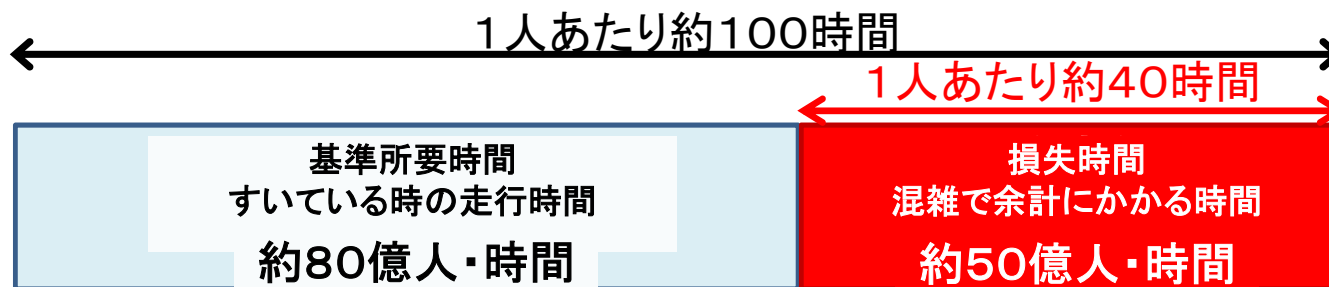 １人あたり約１００時間
１人あたり約４０時間
基準所要時間
すいている時の走行時間
約８０億人・時間
損失時間
混雑で余計にかかる時間
約５０億人・時間